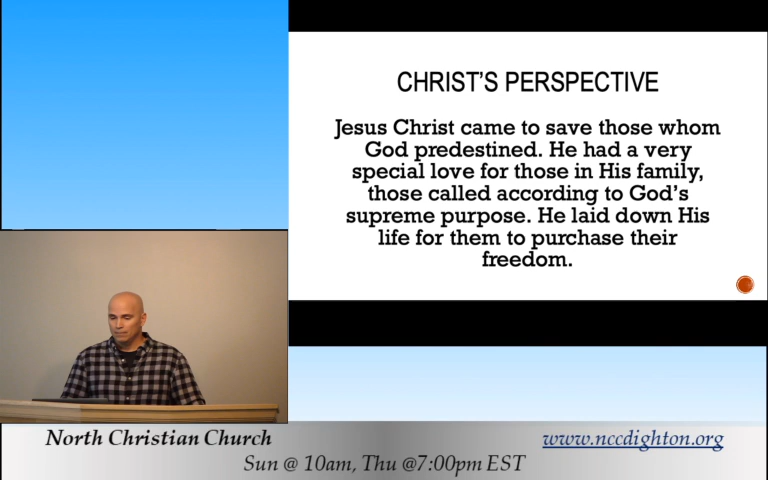 CHRIST'S PERSPECTIVE
Jesus Christ came to save those whom
God predestined. He had a very
special love for those in His family,
those called according to God's
supreme purpose. He laid down His
life for them to purchase their
freedom.
North Christian Church
www.nccdighton.org
Sun @ 10am, Thu @7:00pm EST